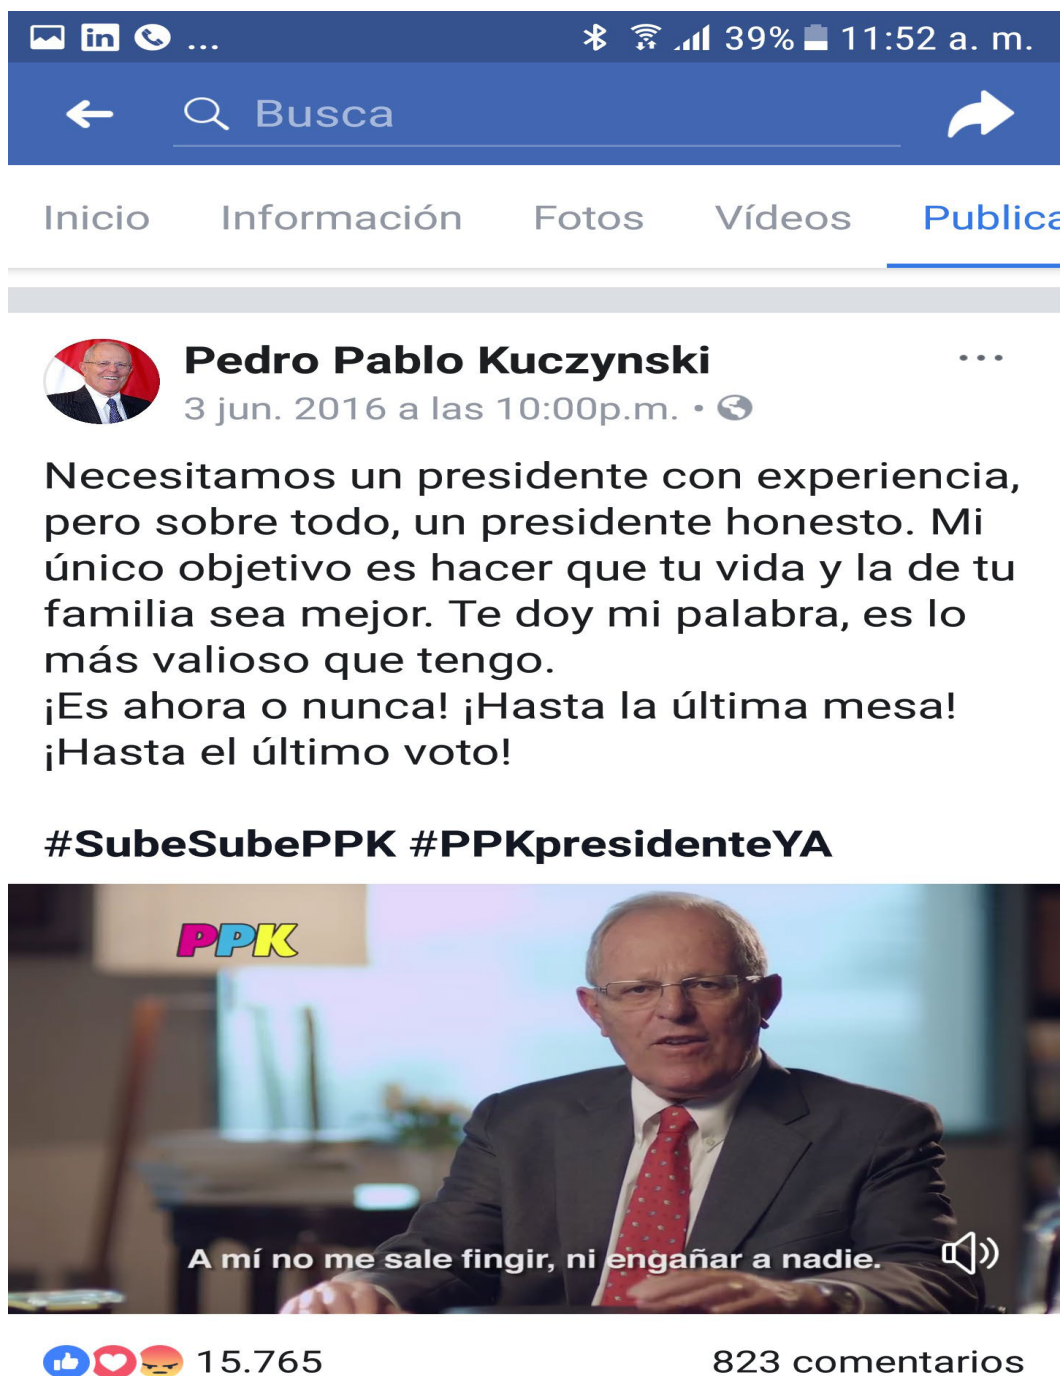 ... 39% 11:52 a. m.
Busca
Inicio Información Fotos Vídeos Publica
Pedro Pablo Kuczynski ...
3 jun. 2016 a las 10:00p.m. •
Necesitamos un presidente con experiencia,
pero sobre todo, un presidente honesto. Mi
único objetivo es hacer que tu vida y la de tu
familia sea mejor. Te doy mi palabra, es lo
más valioso que tengo.
¡Es ahora o nunca! ¡Hasta la última mesa!
¡Hasta el último voto!
#SubeSubePPK #PPKpresidenteYA
PPK
A mí no me sale fingir, ni engañar a nadie.
15.765 823 comentarios